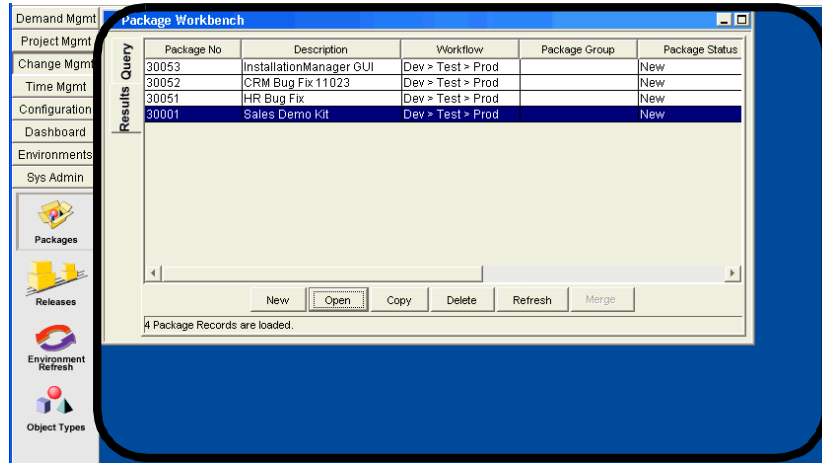 Demand Mgmt
Project Mgmt
Change Mgmt
Time Mgmt
Configuration
Dashboard
Environments
Sys Admin
Packages
Releases
Environment
Refresh
Object Types
Package Workbench
Query
Results
Package No Description Workflow Package Group Package Status
30053 InstallationManager GUI Dev > Test > Prod New
30052 CRM Bug Fix 11023 Dev > Test > Prod New
30051 HR Bug Fix Dev > Test > Prod New
30001 Sales Demo Kit Dev > Test > Prod New
New Open Copy Delete Refresh Merge
4 Package Records are loaded.